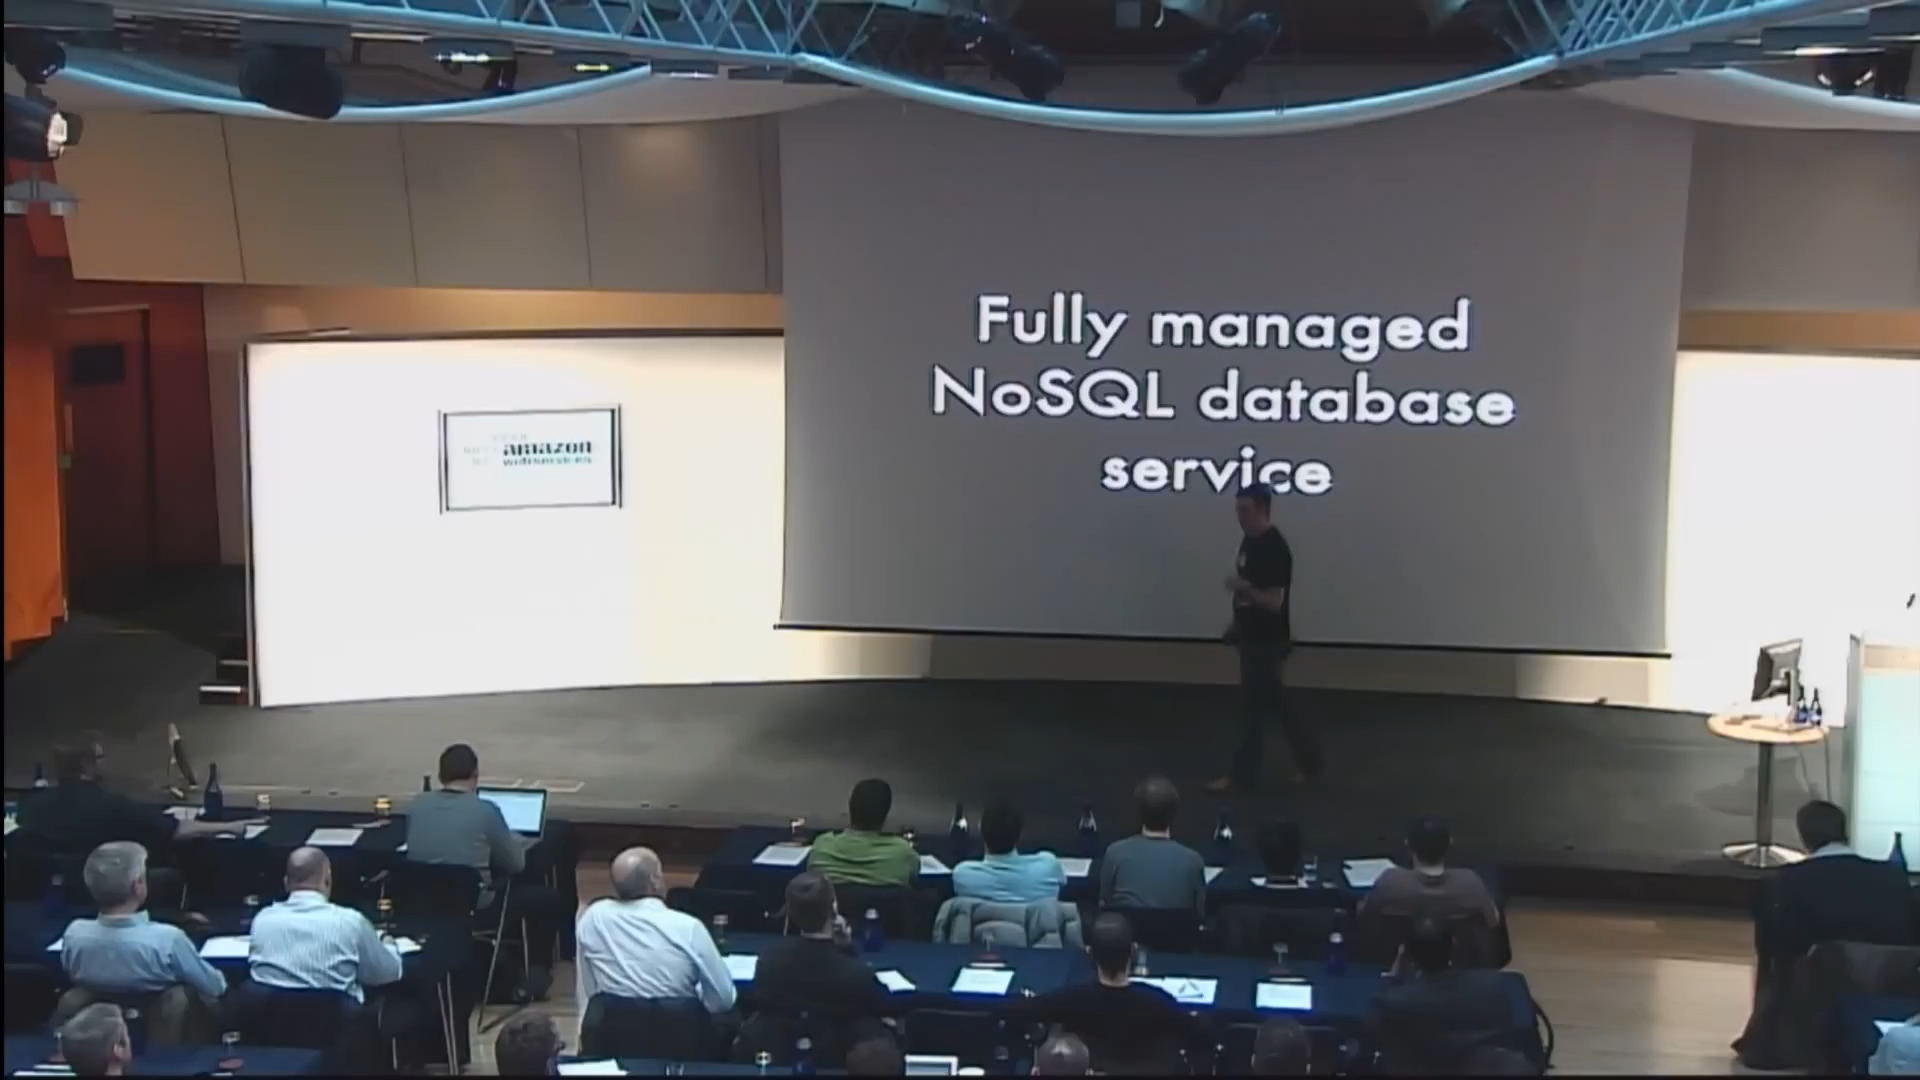 Fully managed
NoSQL database
service
amazon
webservices